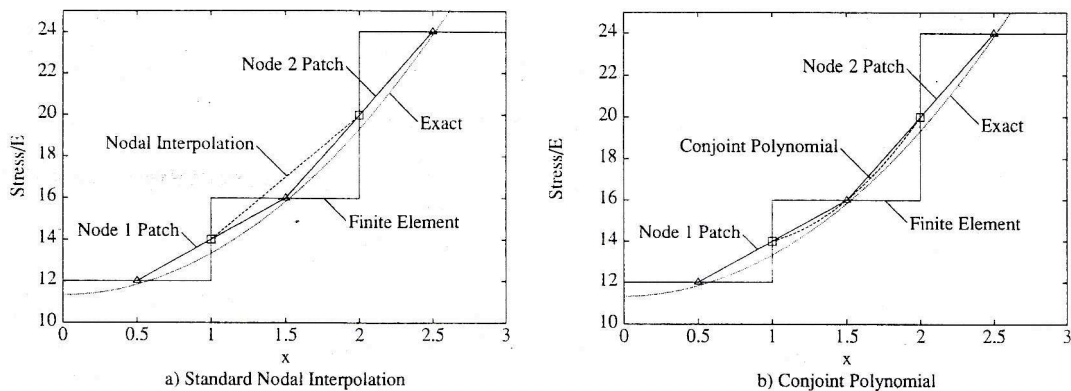 24
22
20
18
16
14
12
10
Stress/E
0
0.5
1
1.5
2
2.5
3
x
Node 2 Patch
Exact
Nodal Interpolation
Finite Element
Node 1 Patch
a) Standard Nodal Interpolation
24
22
20
18
16
14
12
10
Stress/E
0
0.5
1
1.5
2
2.5
3
x
Node 2 Patch
Exact
Conjoint Polynomial
Finite Element
Node 1 Patch
b) Conjoint Polynomial